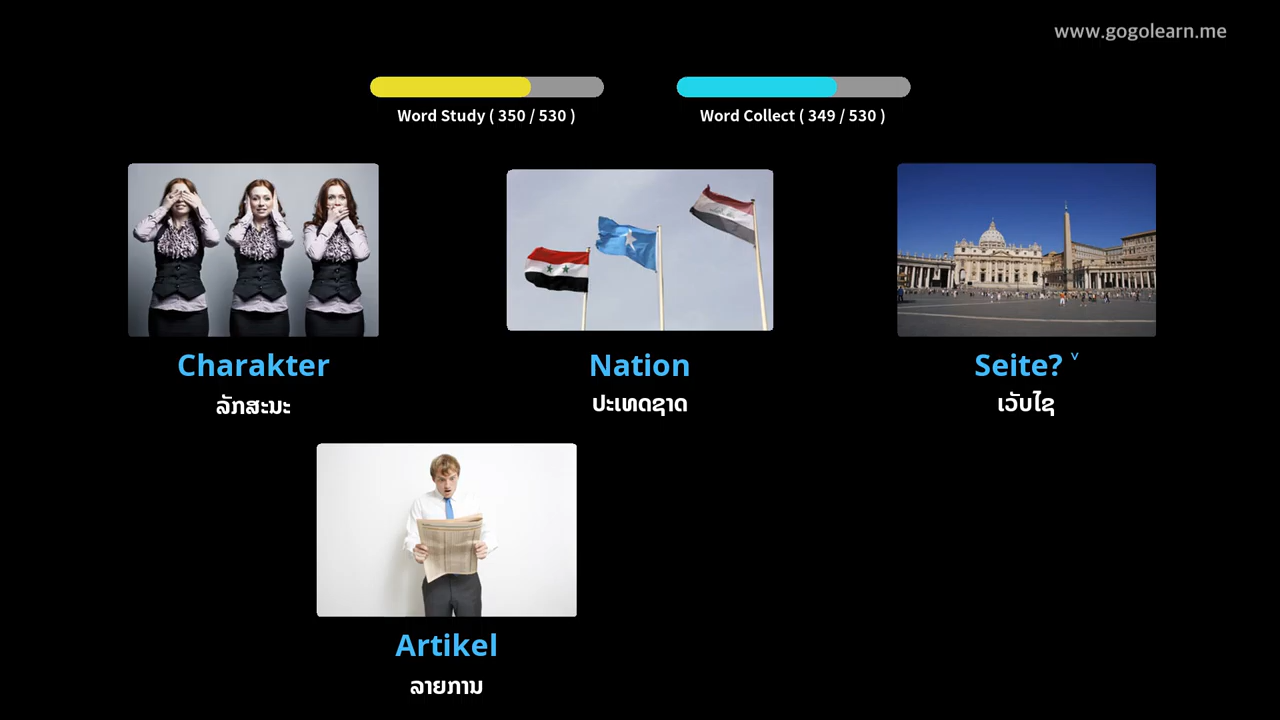 www.gogolearn.me
Word Study ( 350 / 530 )
Word Collect ( 349 / 530 )
Charakter
ລັກສະນະ
Nation
ປະເທດຊາດ
Seite? ˅
ເວັບໄຊ
Artikel
ລາຍການ